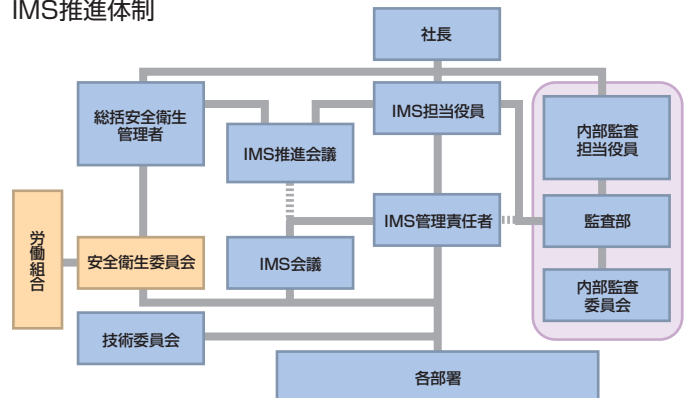 IMS推進体制
社長
総括安全衛生
管理者
IMS推進会議
IMS担当役員
内部監査
担当役員
労働組合
安全衛生委員会
IMS会議
IMS管理責任者
監査部
内部監査
委員会
技術委員会
各部署